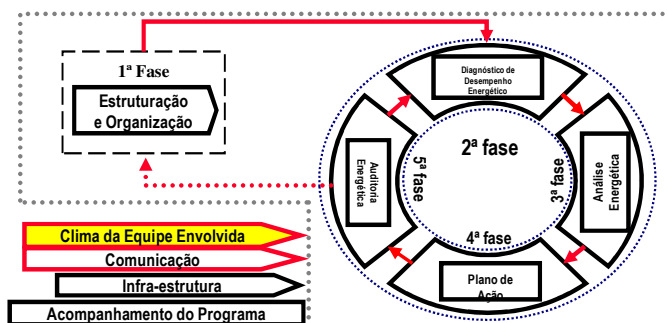 1ª Fase
Estruturação
e Organização
Diagnóstico de
Desempenho
Energético
2ª fase
Análise
Energética
3ª fase
4ª fase
Plano de
Ação
5ª fase
Auditoria
Energética
Clima da Equipe Envolvida
Comunicação
Infra-estrutura
Acompanhamento do Programa